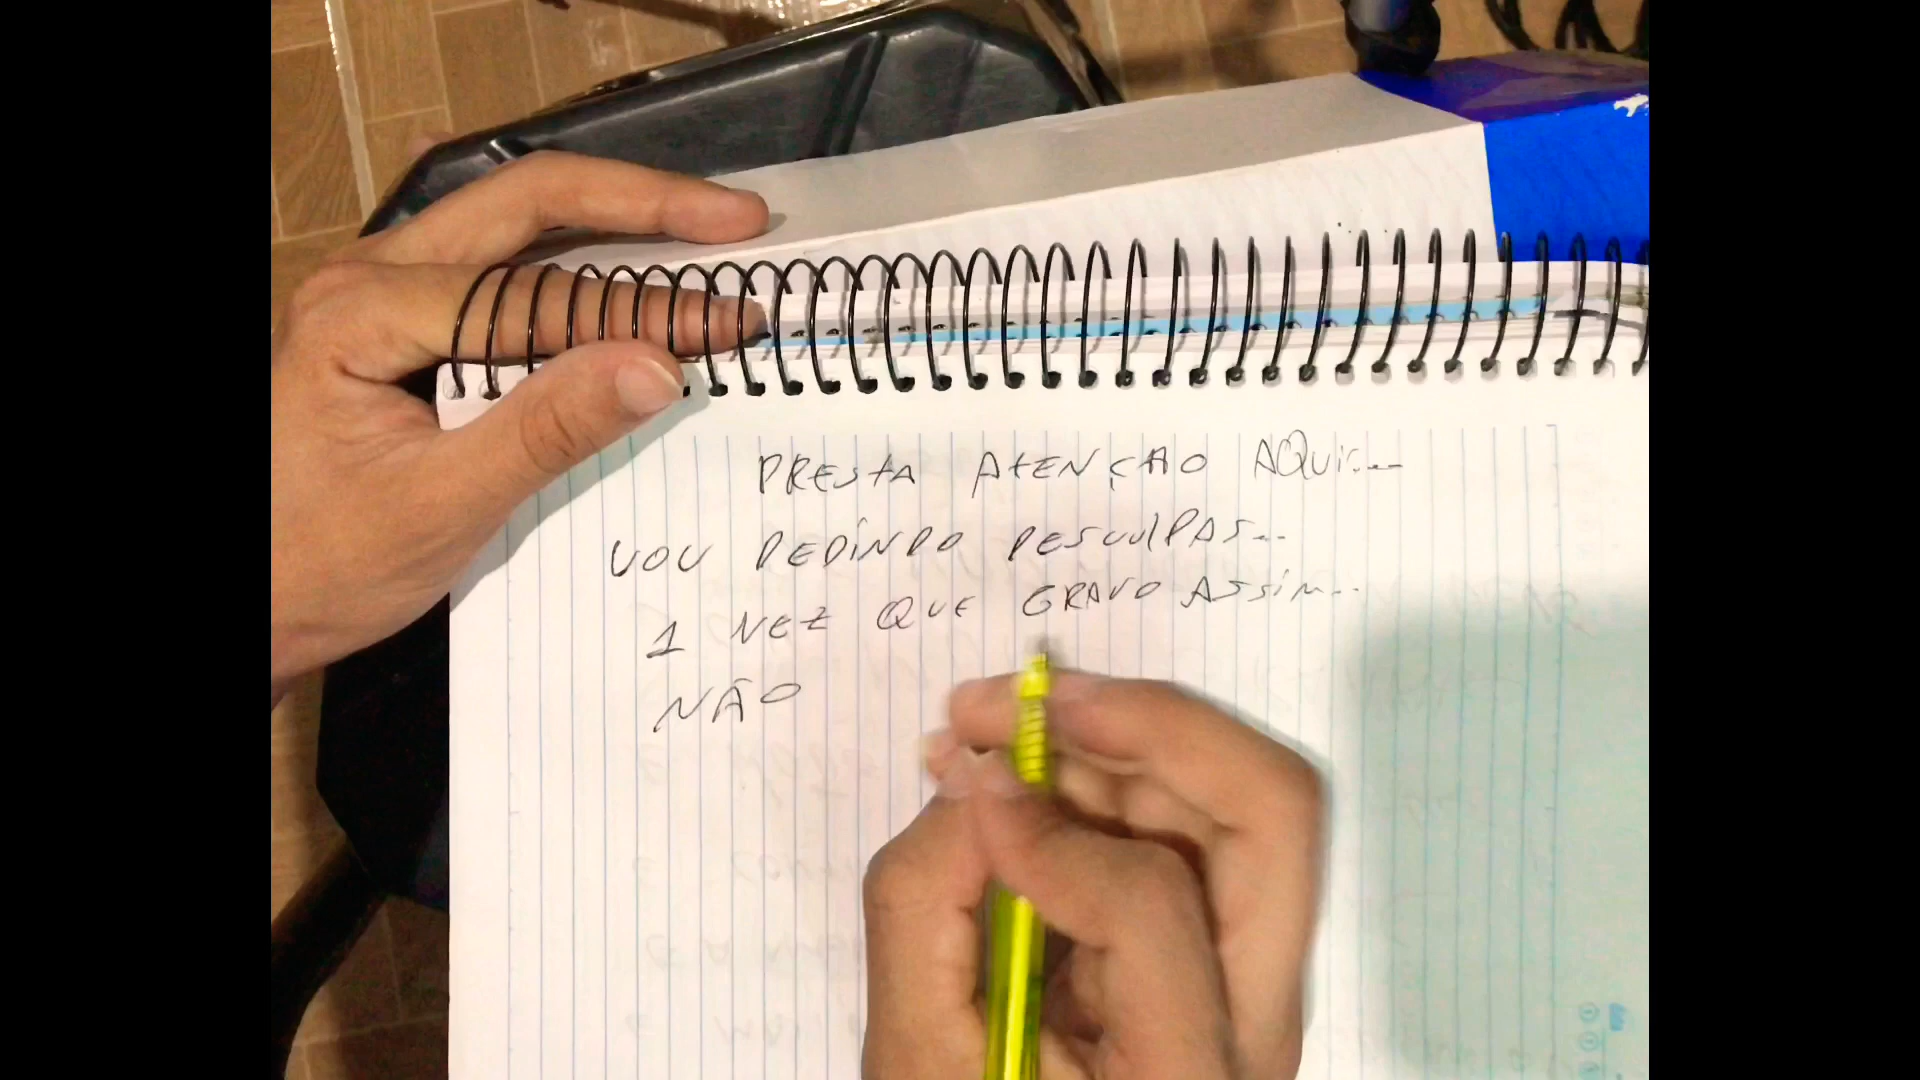 PRESTA ATENÇÃO AQUI...
VOU PEDINDO DESCULPAS...
1 VEZ QUE GRAVO ASSIM...
NÃO